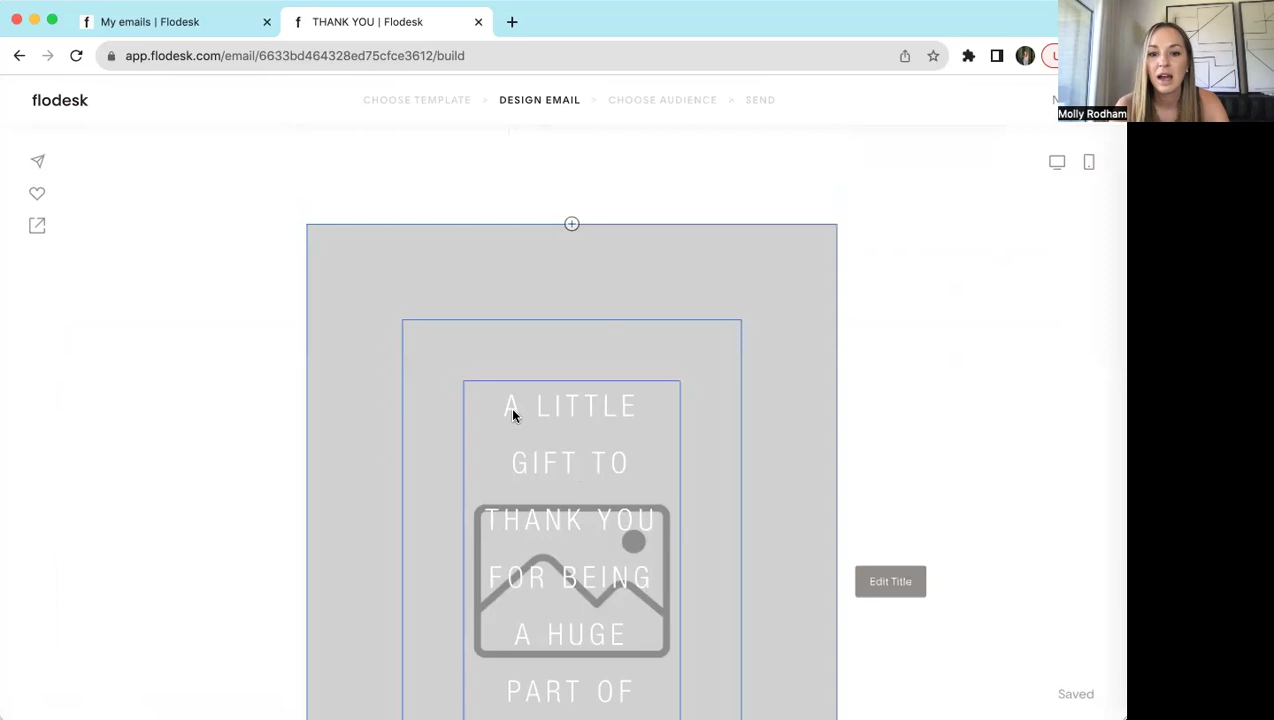 My emails | Flodesk
THANK YOU | Flodesk
app.flodesk.com/email/6633bd464328ed75cfce3612/build
Molly Rodham
flodesk
CHOOSE TEMPLATE > DESIGN EMAIL > CHOOSE AUDIENCE > SEND
A LITTLE
GIFT TO
THANK YOU
FOR BEING
A HUGE
PART OF
Edit Title
Saved